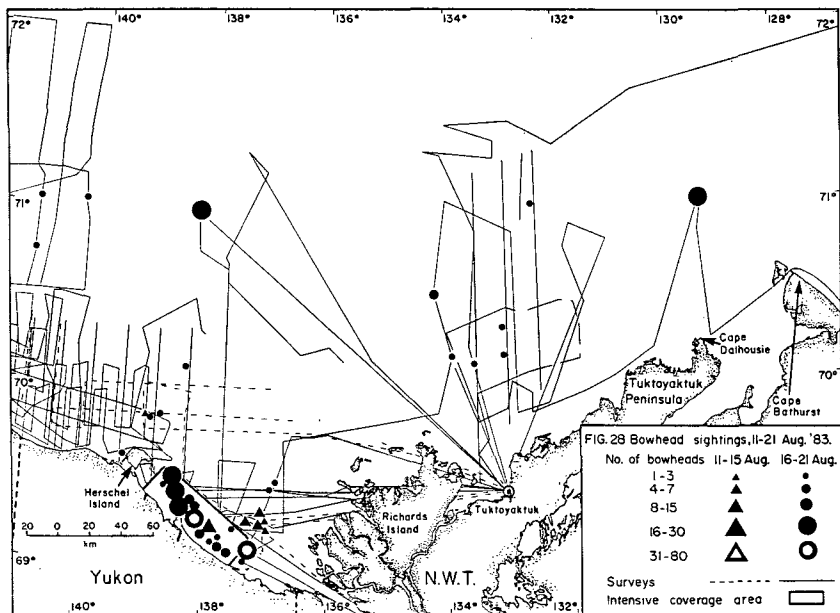 72°
140°
138°
136°
134°
132°
130°
128°
72°
71°
71°
70°
70°
Cape Dalhousie
Tuktoyaktuk Peninsula
Cape Bathurst
Herschel Island
Richards Island
Tuktoyaktuk
20 0 20 40 60
km
69°
Yukon
N.W.T.
140°
138°
136°
134°
132°
FIG. 28 Bowhead sightings, 11-21 Aug. '83.
No. of bowheads 11-15 Aug. 16-21 Aug.
1-3
4-7
8-15
16-30
31-80
Surveys
Intensive coverage area